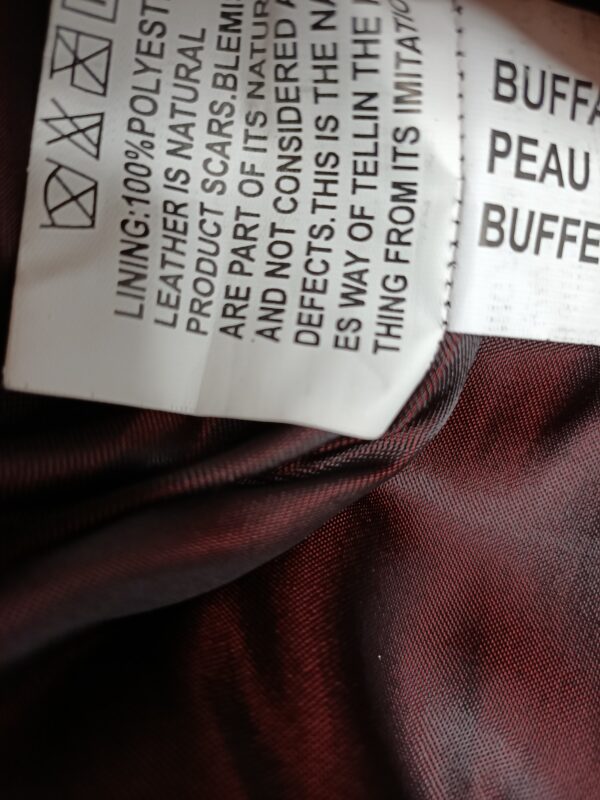 LINING:100%POLYEST
LEATHER IS NATURAL
PRODUCT SCARS.BLEMI
ARE PART OF ITS NATUR
AND NOT CONSIDERED A
DEFECTS.THIS IS THE NA
ES WAY OF TELLIN THE
THING FROM ITS IMITATIO
BUFFA
PEAU
BUFFE